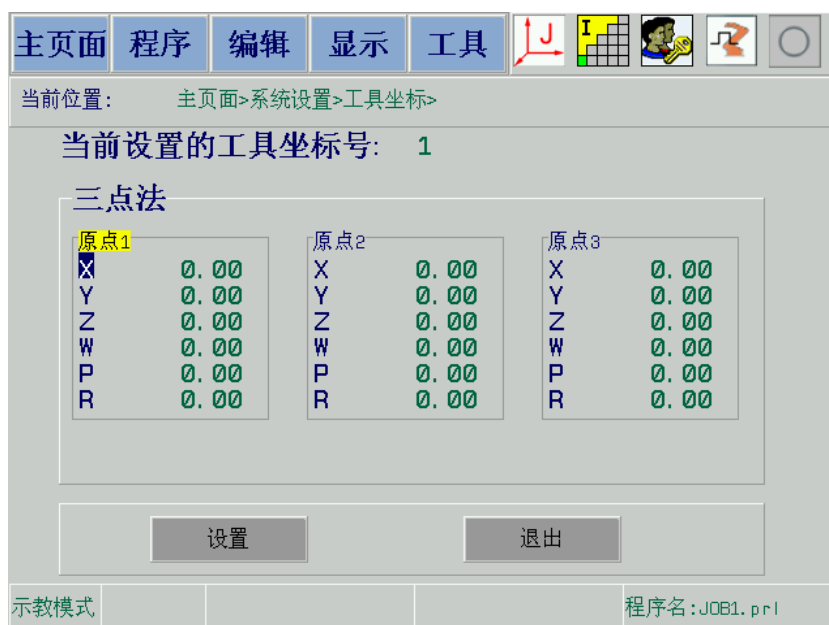 主页面 程序 编辑 显示 工具 J I
当前位置: 主页面>系统设置>工具坐标>
当前设置的工具坐标号: 1
三点法
原点1 原点2 原点3
X 0.00 X 0.00 X 0.00
Y 0.00 Y 0.00 Y 0.00
Z 0.00 Z 0.00 Z 0.00
W 0.00 W 0.00 W 0.00
P 0.00 P 0.00 P 0.00
R 0.00 R 0.00 R 0.00
设置 退出
示教模式 程序名:JOB1.prl